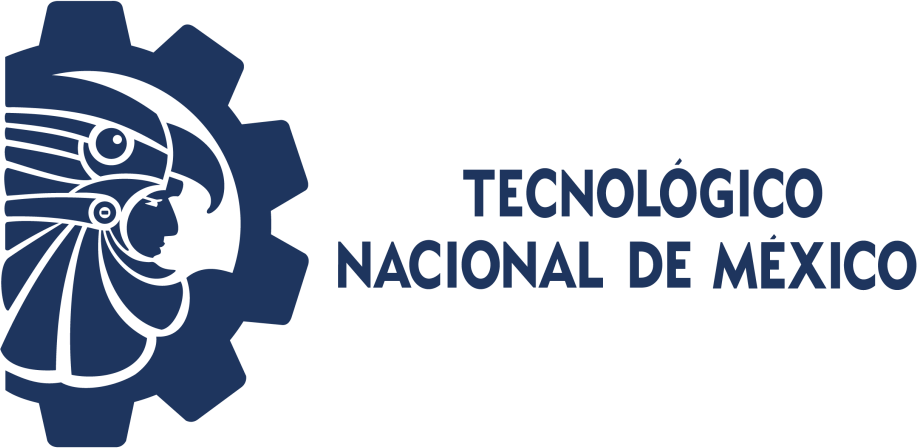 TECNOLÓGICO
NACIONAL DE MÉXICO